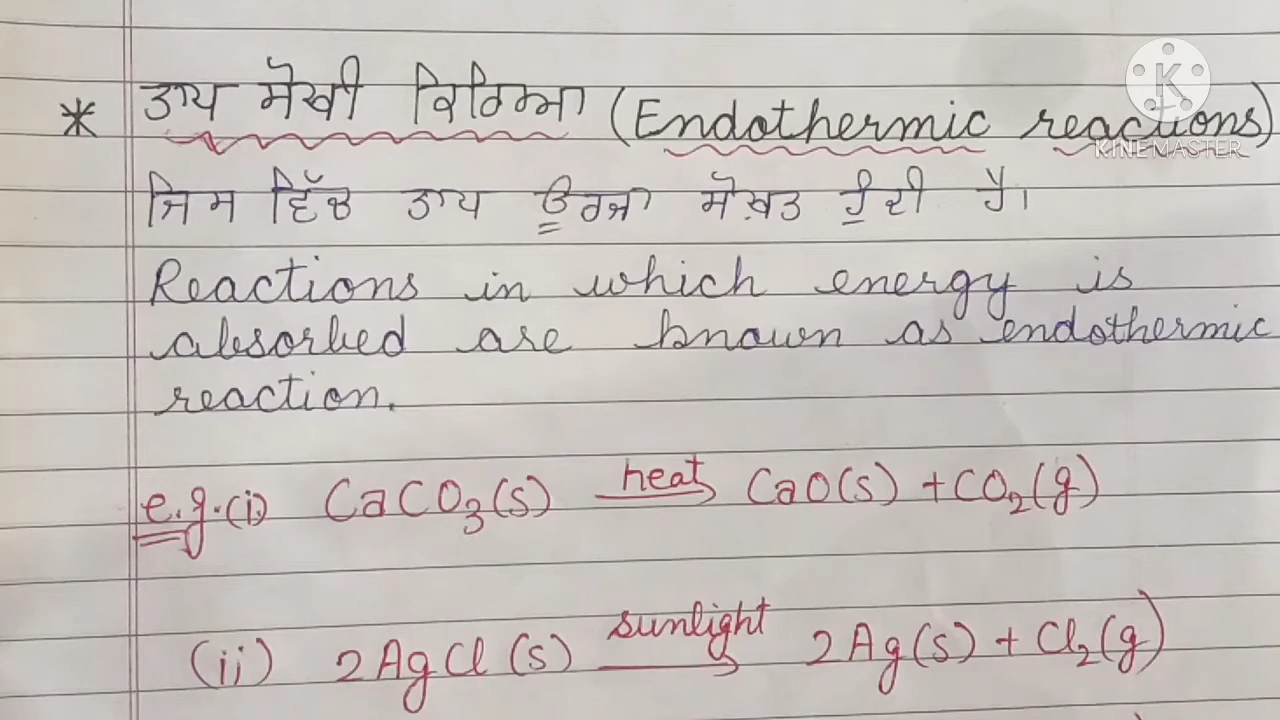 * ਤਾਪ ਸੋਖੀ ਕਿਰਿਆ (Endothermic reactions)
ਜਿਸ ਵਿੱਚ ਤਾਪ ਊਰਜਾ ਸੋਖ਼ਤ ਹੁੰਦੀ ਹੈ।
Reactions in which energy is
absorbed are known as endothermic
reaction.
e.g.(i) CaCO₃(s) heat→ CaO(s) + CO₂(g)
(ii) 2AgCl(s) sunlight→ 2Ag(s) + Cl₂(g)
K
KINEMASTER